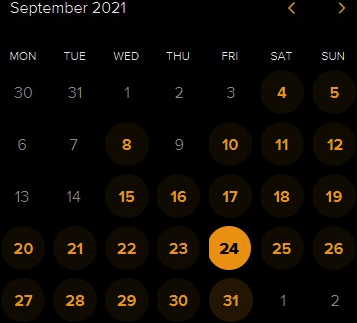 September 2021
MON TUE WED THU FRI SAT SUN
30 31 1 2 3 4 5
6 7 8 9 10 11 12
13 14 15 16 17 18 19
20 21 22 23 24 25 26
27 28 29 30 31 1 2